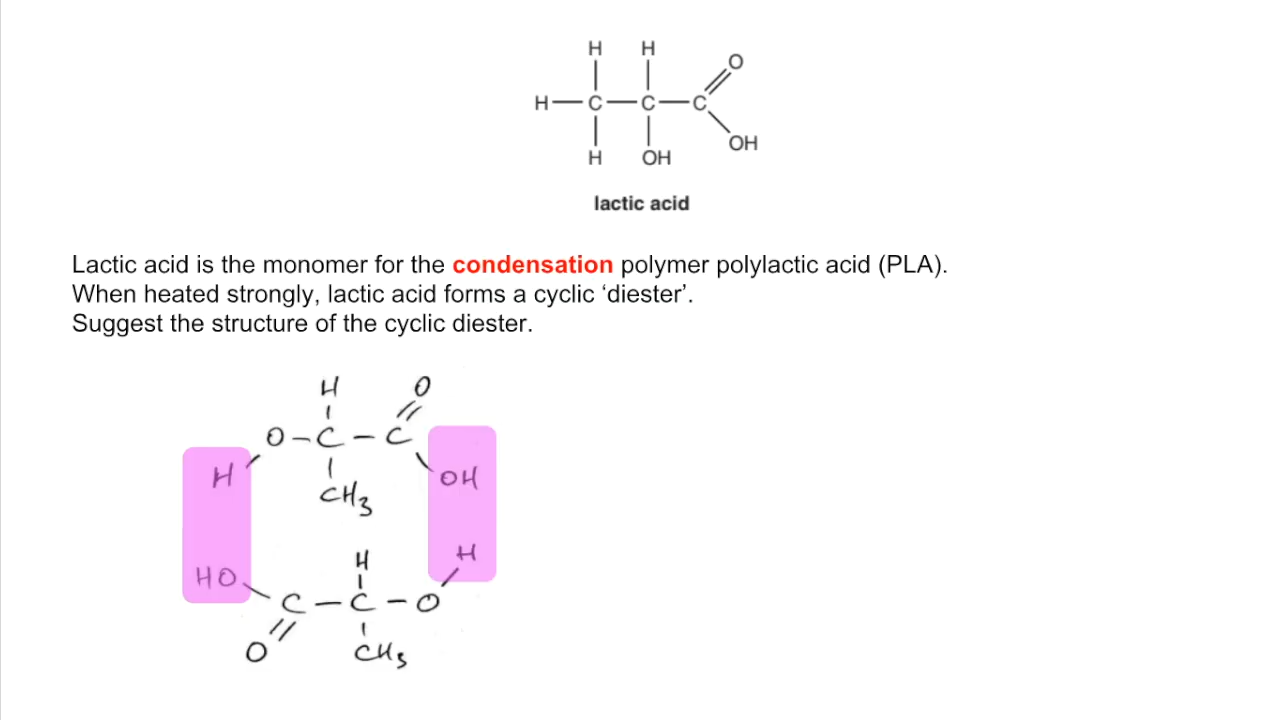 H H O
H C C C
H OH OH
lactic acid
Lactic acid is the monomer for the condensation polymer polylactic acid (PLA).
When heated strongly, lactic acid forms a cyclic ‘diester’.
Suggest the structure of the cyclic diester.
H O
O – C – C
H CH3 OH
H H
HO C – C – O
O CH3